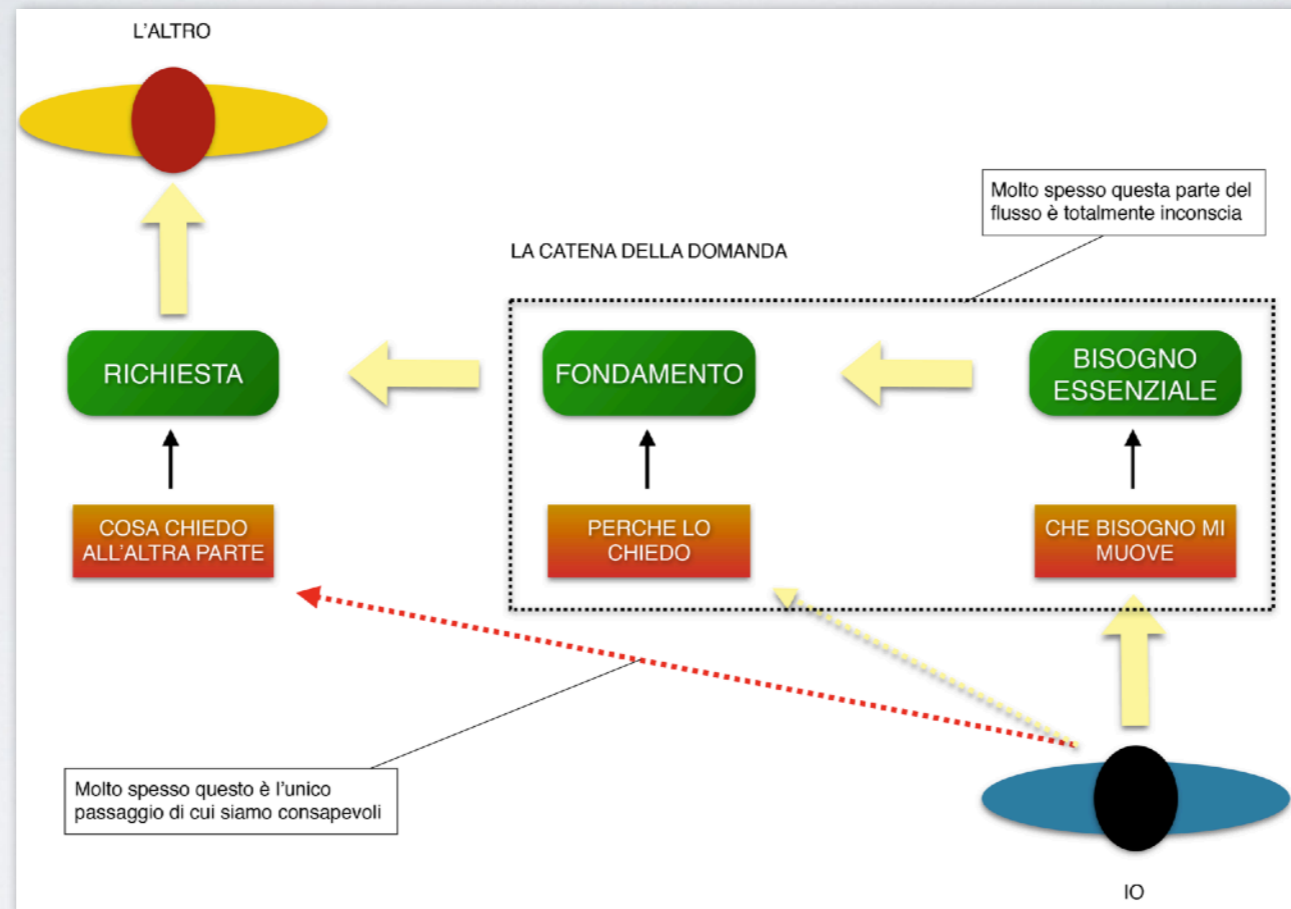 L'ALTRO
Molto spesso questa parte del
flusso è totalmente inconscia
LA CATENA DELLA DOMANDA
RICHIESTA
FONDAMENTO
BISOGNO
ESSENZIALE
COSA CHIEDO
ALL'ALTRA PARTE
PERCHE LO
CHIEDO
CHE BISOGNO MI
MUOVE
Molto spesso questo è l'unico
passaggio di cui siamo consapevoli
IO